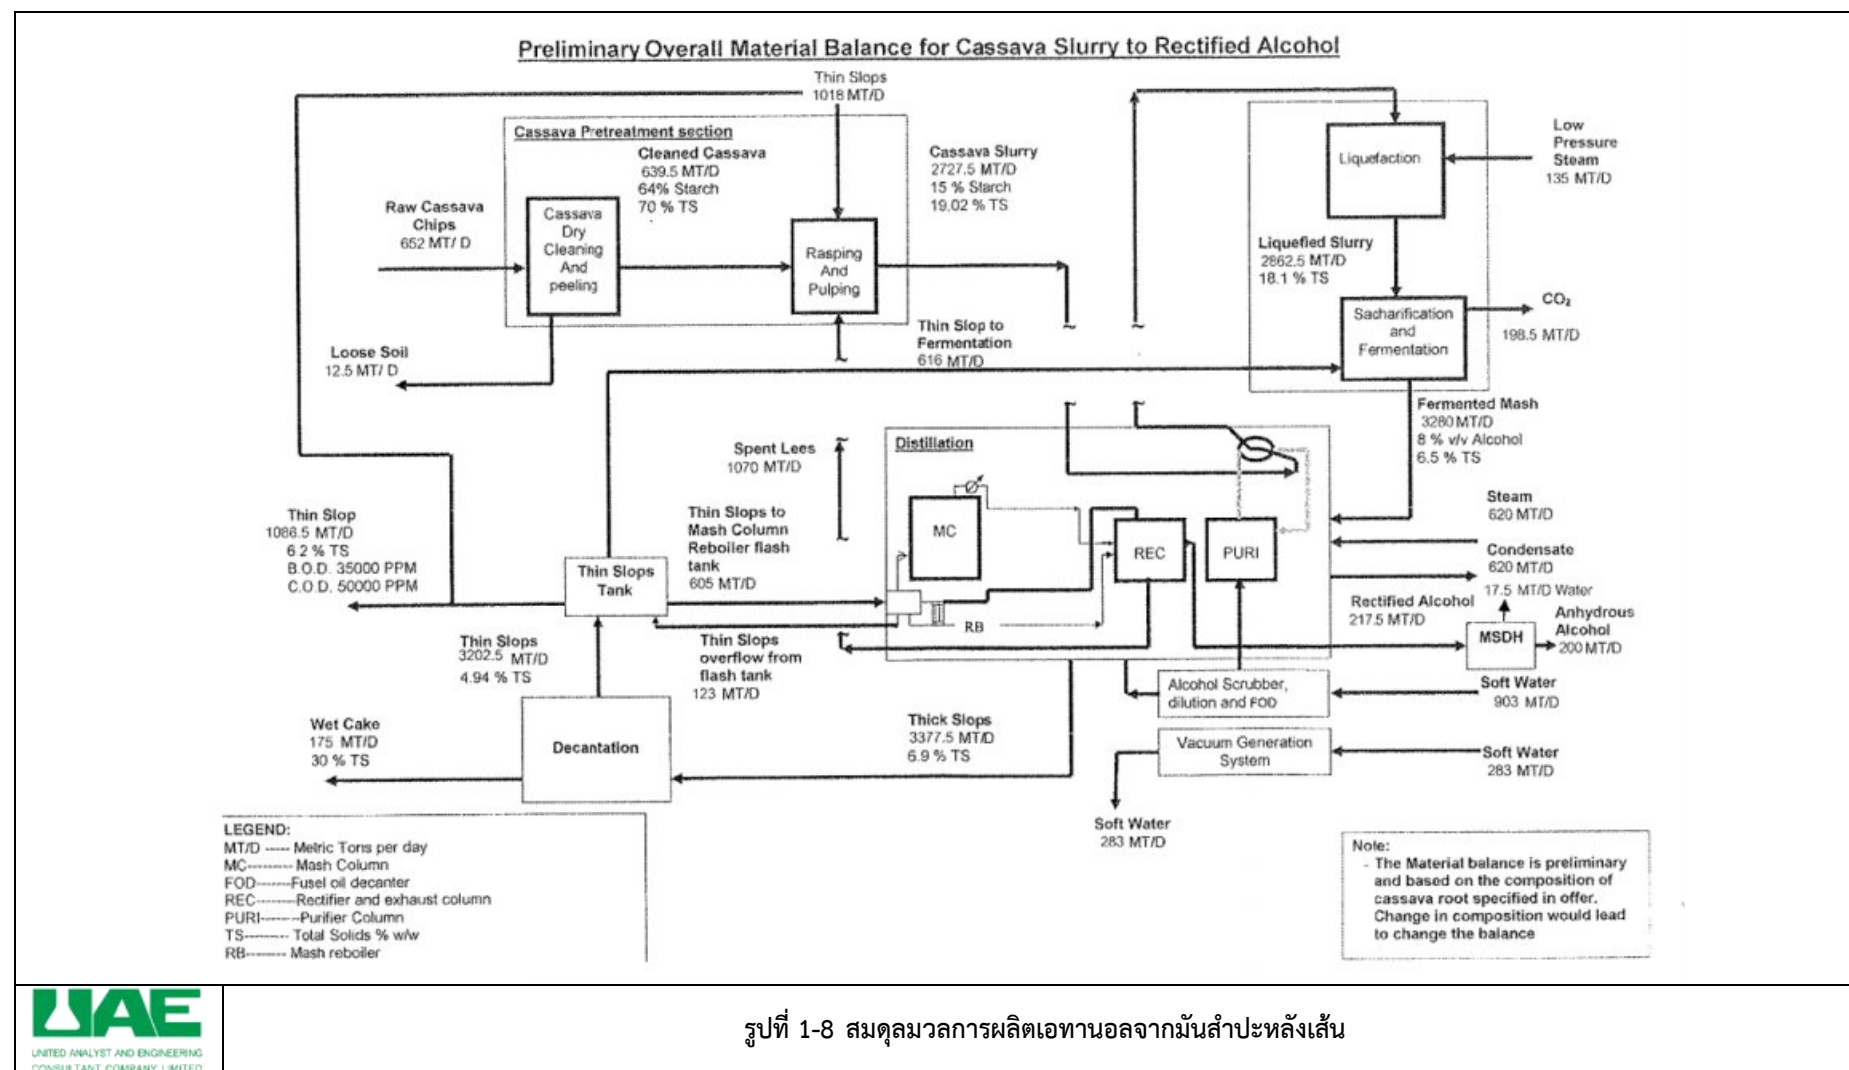 Preliminary Overall Material Balance for Cassava Slurry to Rectified Alcohol
Thin Slops
1018 MT/D
Cassava Pretreatment section
Cleaned Cassava
639.5 MT/D
64% Starch
70 % TS
Cassava Slurry
2727.5 MT/D
15 % Starch
19.02 % TS
Raw Cassava
Chips
652 MT/ D
Cassava
Dry
Cleaning
And
peeling
Rasping
And
Pulping
Loose Soil
12.5 MT/ D
Liquefaction
Low
Pressure
Steam
135 MT/D
Liquefied Slurry
2862.5 MT/D
18.1 % TS
Sacharification
and
Fermentation
CO₂
198.5 MT/D
Thin Slop to
Fermentation
616 MT/D
Fermented Mash
3280 MT/D
8 % v/v Alcohol
6.5 % TS
Spent Lees
1070 MT/D
Distillation
MC
REC
PURI
RB
Steam
620 MT/D
Condensate
620 MT/D
17.5 MT/D Water
Rectified Alcohol
217.5 MT/D
MSDH
Anhydrous
Alcohol
200 MT/D
Thin Slop
1086.5 MT/D
6.2 % TS
B.O.D. 35000 PPM
C.O.D. 50000 PPM
Thin Slops
Tank
Thin Slops to
Mash Column
Reboiler flash
tank
605 MT/D
Thin Slops
3202.5 MT/D
4.94 % TS
Thin Slops
overflow from
flash tank
123 MT/D
Alcohol Scrubber,
dilution and FOD
Soft Water
903 MT/D
Wet Cake
175 MT/D
30 % TS
Decantation
Thick Slops
3377.5 MT/D
6.9 % TS
Vacuum Generation
System
Soft Water
283 MT/D
Soft Water
283 MT/D
LEGEND:
MT/D ----- Metric Tons per day
MC--------- Mash Column
FOD-------Fusel oil decanter
REC--------Rectifier and exhaust column
PURI-------Purifier Column
TS--------- Total Solids % w/w
RB-------- Mash reboiler
Note:
- The Material balance is preliminary
and based on the composition of
cassava root specified in offer.
Change in composition would lead
to change the balance
UAE
UNITED ANALYST AND ENGINEERING
CONSULTANT COMPANY LIMITED
รูปที่ 1-8 สมดุลมวลการผลิตเอทานอลจากมันสำปะหลังเส้น